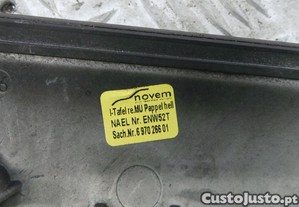 novem
I-Tafel re.MU Pappel hell
NAEL Nr. ENW52T
Sach.Nr. 6 970 266 01
CustoJusto.pt